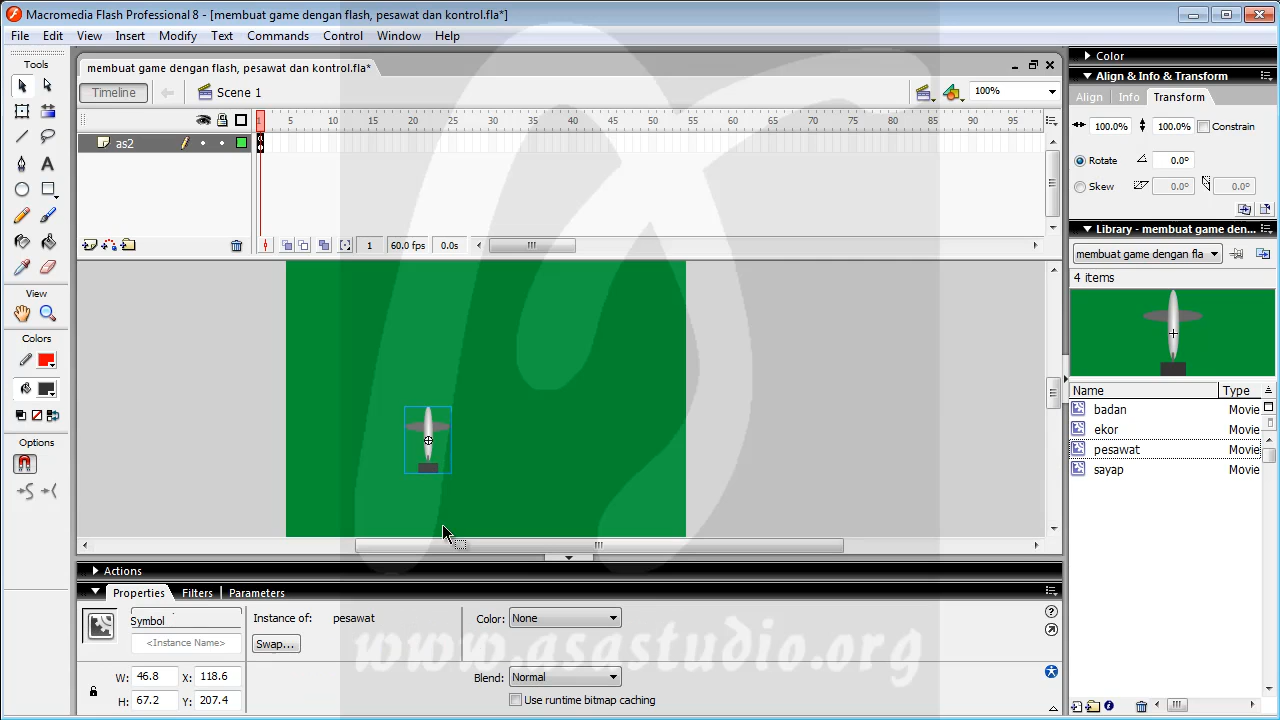 Macromedia Flash Professional 8 - [membuat game dengan flash, pesawat dan kontrol.fla*]
File Edit View Insert Modify Text Commands Control Window Help
Tools
View
Colors
Options
membuat game dengan flash, pesawat dan kontrol.fla*
Timeline Scene 1 100%
1 5 10 15 20 25 30 35 40 45 50 55 60 65 70 75 80 85 90 95
as2
1 60.0 fps 0.0s
Actions
Properties Filters Parameters
Symbol
<Instance Name>
Instance of: pesawat
Swap...
Color: None
Blend: Normal
Use runtime bitmap caching
W: 46.8 X: 118.6
H: 67.2 Y: 207.4
www.asastudio.org
Color
Align & Info & Transform
Align Info Transform
100.0% 100.0% Constrain
Rotate 0.0°
Skew 0.0° 0.0°
Library - membuat game den...
membuat game dengan fla
4 items
Name Type
badan Movie
ekor Movie
pesawat Movie
sayap Movie